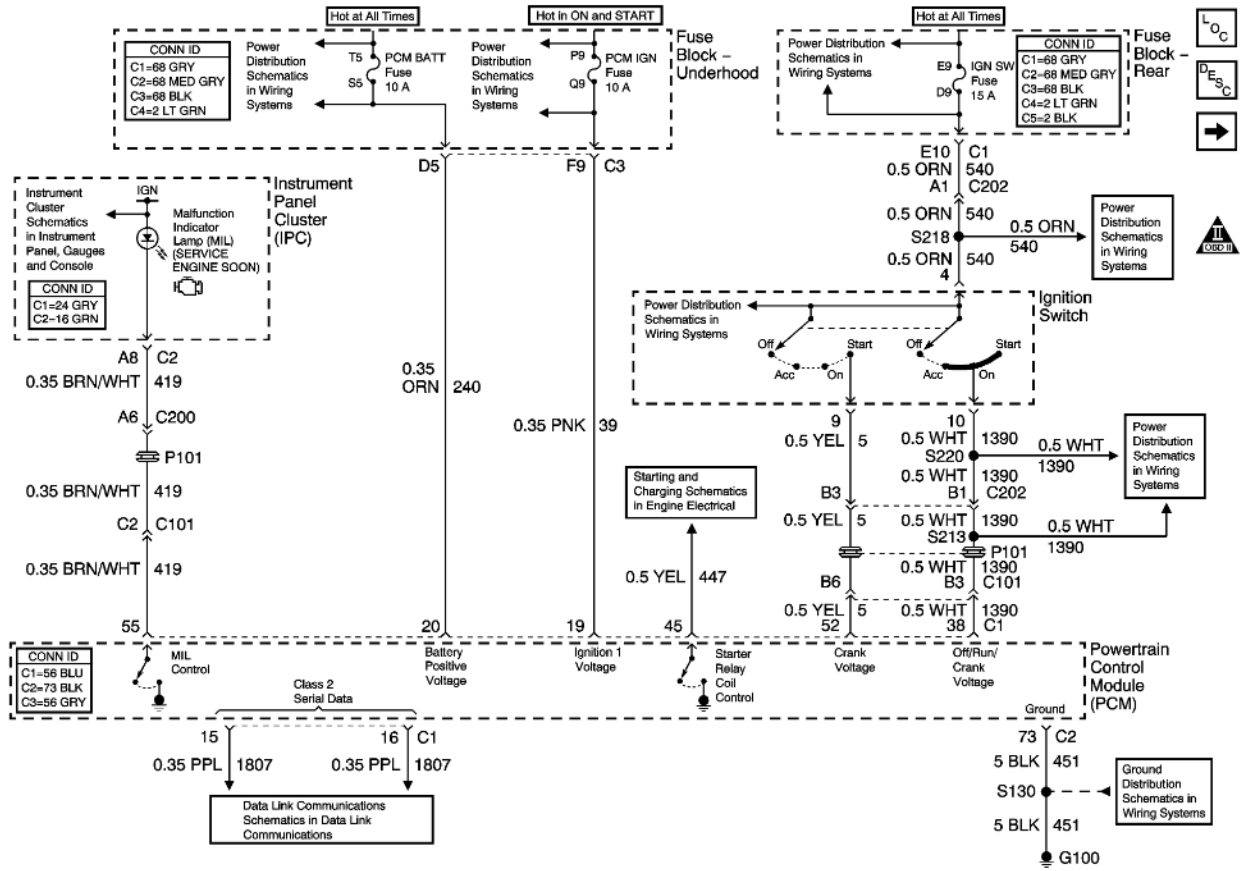 Hot at All Times
Hot in ON and START
Hot at All Times
L
O
C
D
E
S
C
CONN ID
C1=68 GRY
C2=68 MED GRY
C3=68 BLK
C4=2 LT GRN
Power
Distribution
Schematics
in Wiring
Systems
T5
S5
PCM BATT
Fuse
10 A
Power
Distribution
Schematics
in Wiring
Systems
P9
Q9
PCM IGN
Fuse
10 A
Fuse
Block –
Underhood
Power Distribution
Schematics in
Wiring Systems
E9
D9
IGN SW
Fuse
15 A
CONN ID
C1=68 GRY
C2=68 MED GRY
C3=68 BLK
C4=2 LT GRN
C5=2 BLK
Fuse
Block –
Rear
D5
F9
C3
E10
C1
0.5 ORN
540
A1
C202
0.5 ORN
540
S218
0.5 ORN
540
0.5 ORN
540
4
Power
Distribution
Schematics
in Wiring
Systems
II
OBD II
Instrument
Cluster
Schematics
in Instrument
Panel, Gauges
and Console
IGN
Malfunction
Indicator
Lamp (MIL)
(SERVICE
ENGINE SOON)
CONN ID
C1=24 GRY
C2–16 GRN
Instrument
Panel
Cluster
(IPC)
Power Distribution
Schematics in
Wiring Systems
Off
Acc
On
Start
Off
Acc
On
Start
Ignition
Switch
A8
C2
0.35 BRN/WHT
419
A6
C200
P101
0.35 BRN/WHT
419
C2
C101
0.35 BRN/WHT
419
0.35
ORN
240
0.35 PNK
39
Starting and
Charging Schematics
in Engine Electrical
0.5 YEL
447
9
0.5 YEL
5
B3
0.5 YEL
5
B6
0.5 YEL
5
10
0.5 WHT
1390
S220
0.5 WHT
1390
0.5 WHT
1390
B1
C202
0.5 WHT
1390
S213
0.5 WHT
1390
P101
0.5 WHT
1390
B3
C101
0.5 WHT
1390
Power
Distribution
Schematics
in Wiring
Systems
55
20
19
45
52
38
C1
CONN ID
C1=56 BLU
C2=73 BLK
C3=56 GRY
MIL
Control
Class 2
Serial Data
Battery
Positive
Voltage
Ignition 1
Voltage
Starter
Relay
Coil
Control
Crank
Voltage
Off/Run/
Crank
Voltage
Ground
Powertrain
Control
Module
(PCM)
15
16
C1
0.35 PPL
1807
0.35 PPL
1807
Data Link Communications
Schematics in Data Link
Communications
73
C2
5 BLK
451
S130
5 BLK
451
G100
Ground
Distribution
Schematics in
Wiring Systems